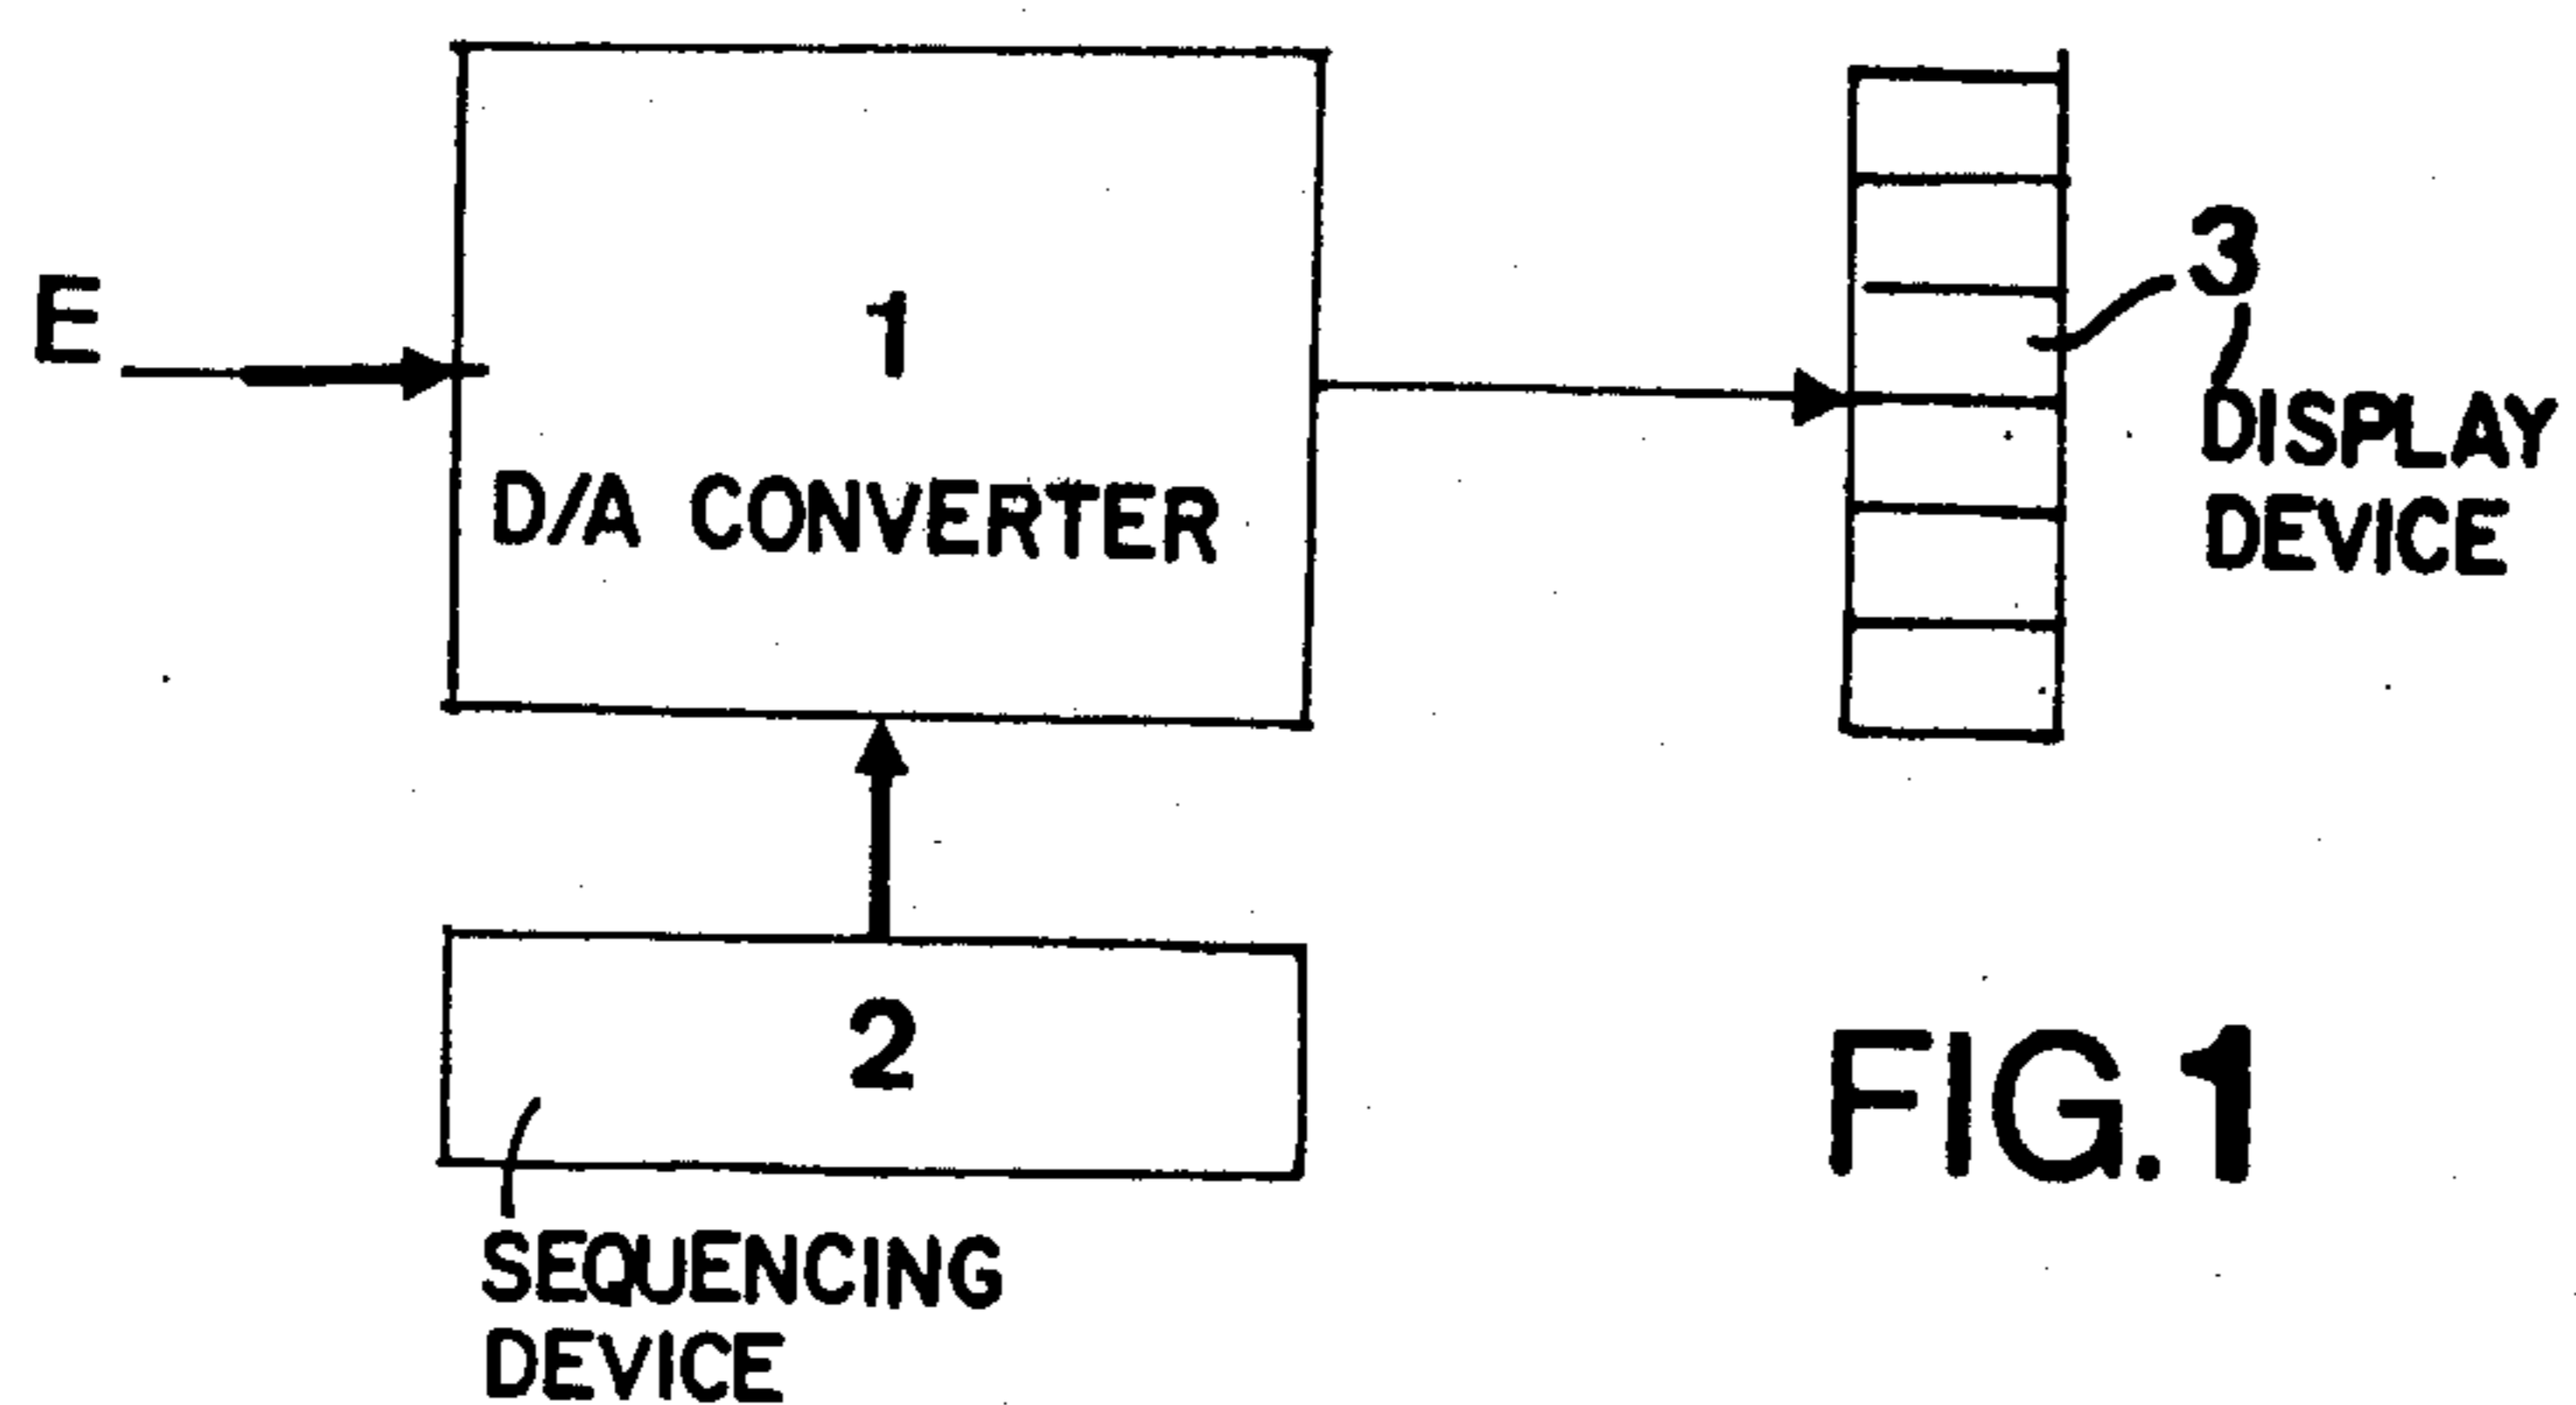 E
1
D/A CONVERTER
3
DISPLAY
DEVICE
2
SEQUENCING
DEVICE
FIG.1